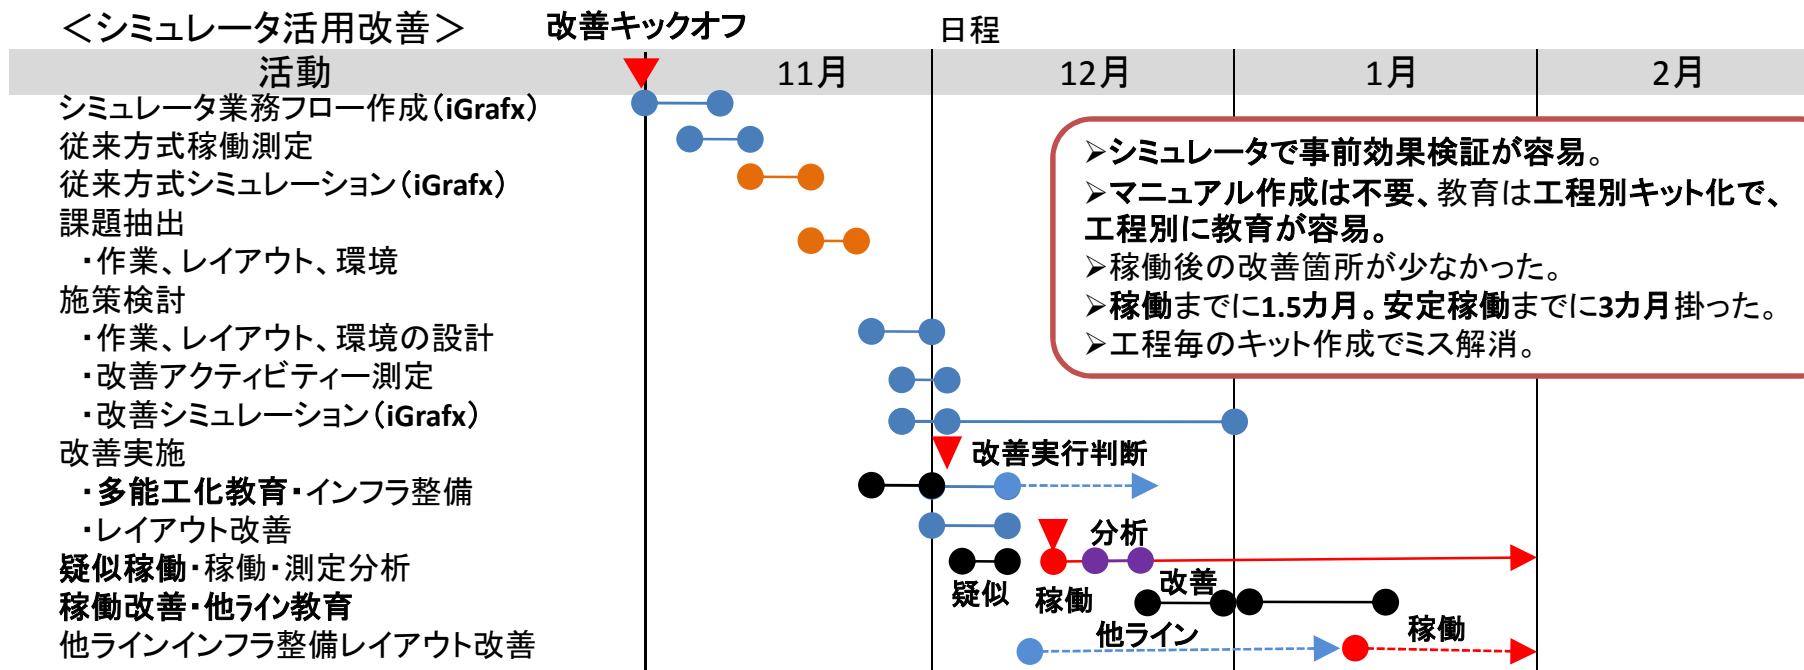 ＜シミュレータ活用改善＞ 改善キックオフ 日程
活動 11月 12月 1月 2月
シミュレータ業務フロー作成（iGrafx）
従来方式稼働測定
従来方式シミュレーション（iGrafx）
課題抽出
・作業、レイアウト、環境
施策検討
・作業、レイアウト、環境の設計
・改善アクティビティー測定
・改善シミュレーション（iGrafx）
改善実施
・多能工化教育・インフラ整備
・レイアウト改善
疑似稼働・稼働・測定分析
稼働改善・他ライン教育
他ラインインフラ整備レイアウト改善
➢シミュレータで事前効果検証が容易。
➢マニュアル作成は不要、教育は工程別キット化で、
工程別に教育が容易。
➢稼働後の改善箇所が少なかった。
➢稼働までに1.5カ月。安定稼働までに3カ月掛った。
➢工程毎のキット作成でミス解消。
改善実行判断
分析
疑似
稼働
改善
他ライン
稼働